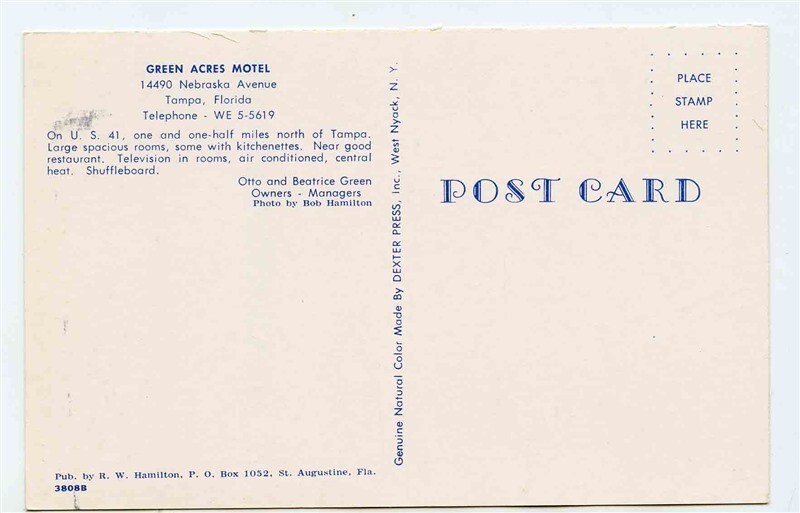 GREEN ACRES MOTEL
14490 Nebraska Avenue
Tampa, Florida
Telephone - WE 5-5619
On U. S. 41, one and one-half miles north of Tampa.
Large spacious rooms, some with kitchenettes. Near good
restaurant. Television in rooms, air conditioned, central
heat. Shuffleboard.
Otto and Beatrice Green
Owners - Managers
Photo by Bob Hamilton
Pub. by R. W. Hamilton, P. O. Box 1052, St. Augustine, Fla.
3808B
Genuine Natural Color Made By DEXTER PRESS, Inc., West Nyack, N. Y.
PLACE
STAMP
HERE
POST CARD